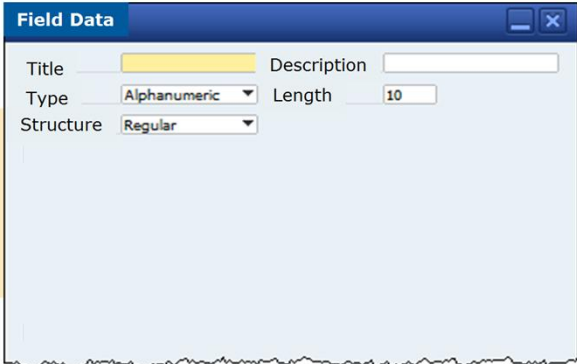 Field Data
Title Description
Type Alphanumeric Length 10
Structure Regular